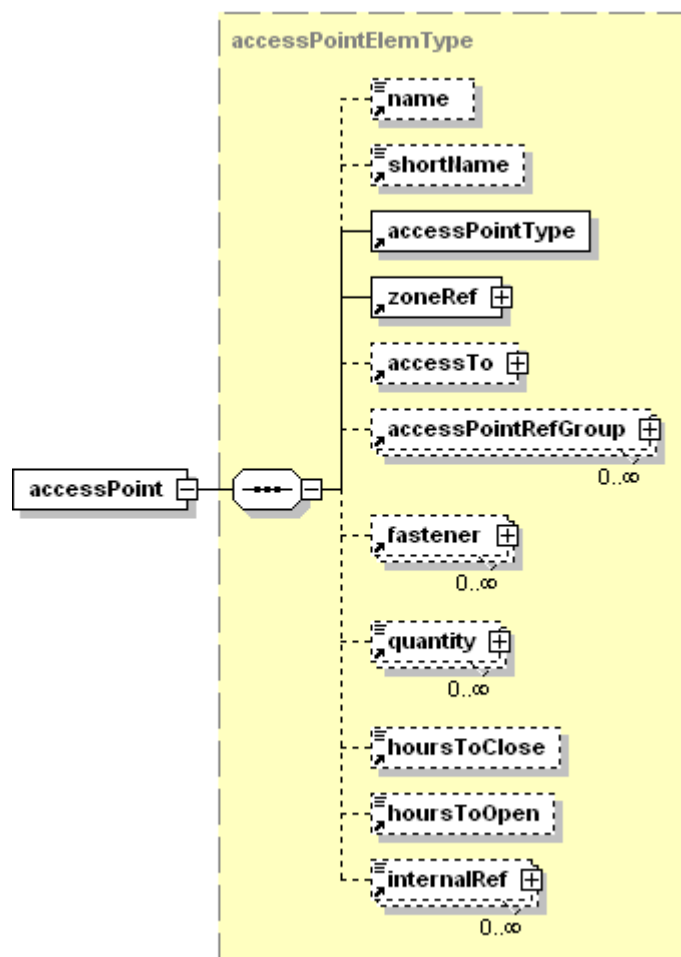 accessPointElemType
name
shortName
accessPointType
zoneRef
accessTo
accessPointRefGroup
0..∞
accessPoint
fastener
0..∞
quantity
0..∞
hoursToClose
hoursToOpen
internalRef
0..∞